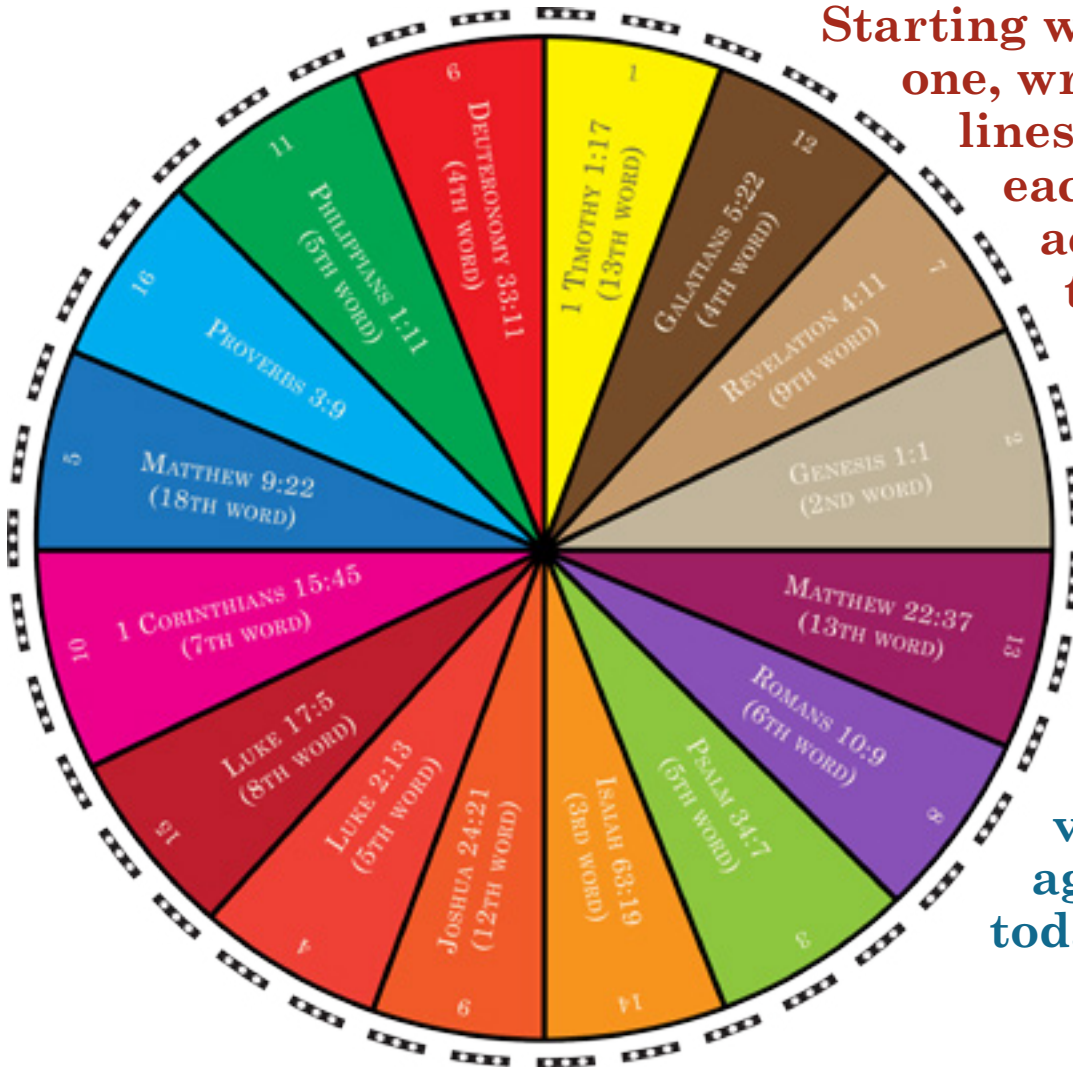 Starting w
one, wr
lines
eac
ac
t
1
1 Timothy 1:17
(13th word)
12
Galatians 5:22
(4th word)
7
Revelation 4:11
(9th word)
2
Genesis 1:1
(2nd word)
13
Matthew 22:37
(13th word)
8
Romans 10:9
(6th word)
3
Psalm 34:7
(5th word)
14
Isaiah 63:19
(3rd word)
9
Joshua 24:21
(12th word)
4
Luke 2:13
(5th word)
15
Luke 17:5
(8th word)
10
1 Corinthians 15:45
(7th word)
5
Matthew 9:22
(18th word)
16
Proverbs 3:9
11
Philippians 1:11
(5th word)
6
Deuteronomy 33:11
(4th word)
v
ag
tod